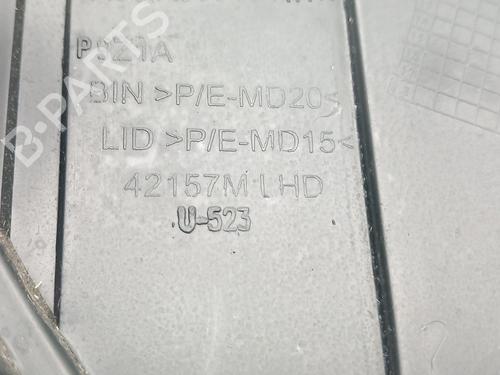 BIN >P/E-MD20<
LID >P/E-MD15<
42157M LHD
U-523
B-PARTS